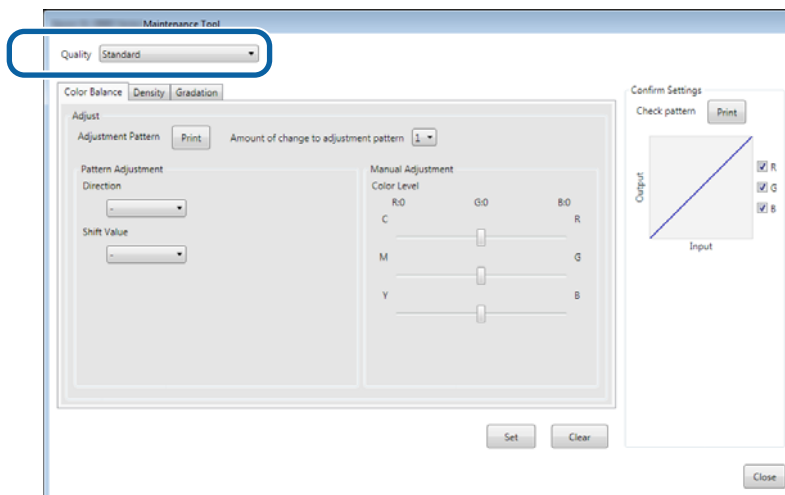 Maintenance Tool
Quality Standard
Color Balance Density Gradation
Adjust
Adjustment Pattern Print Amount of change to adjustment pattern 1
Pattern Adjustment
Direction
-
Shift Value
-
Manual Adjustment
Color Level
R:0 G:0 B:0
C R
M G
Y B
Set Clear
Confirm Settings
Check pattern Print
Output
R
G
B
Input
Close